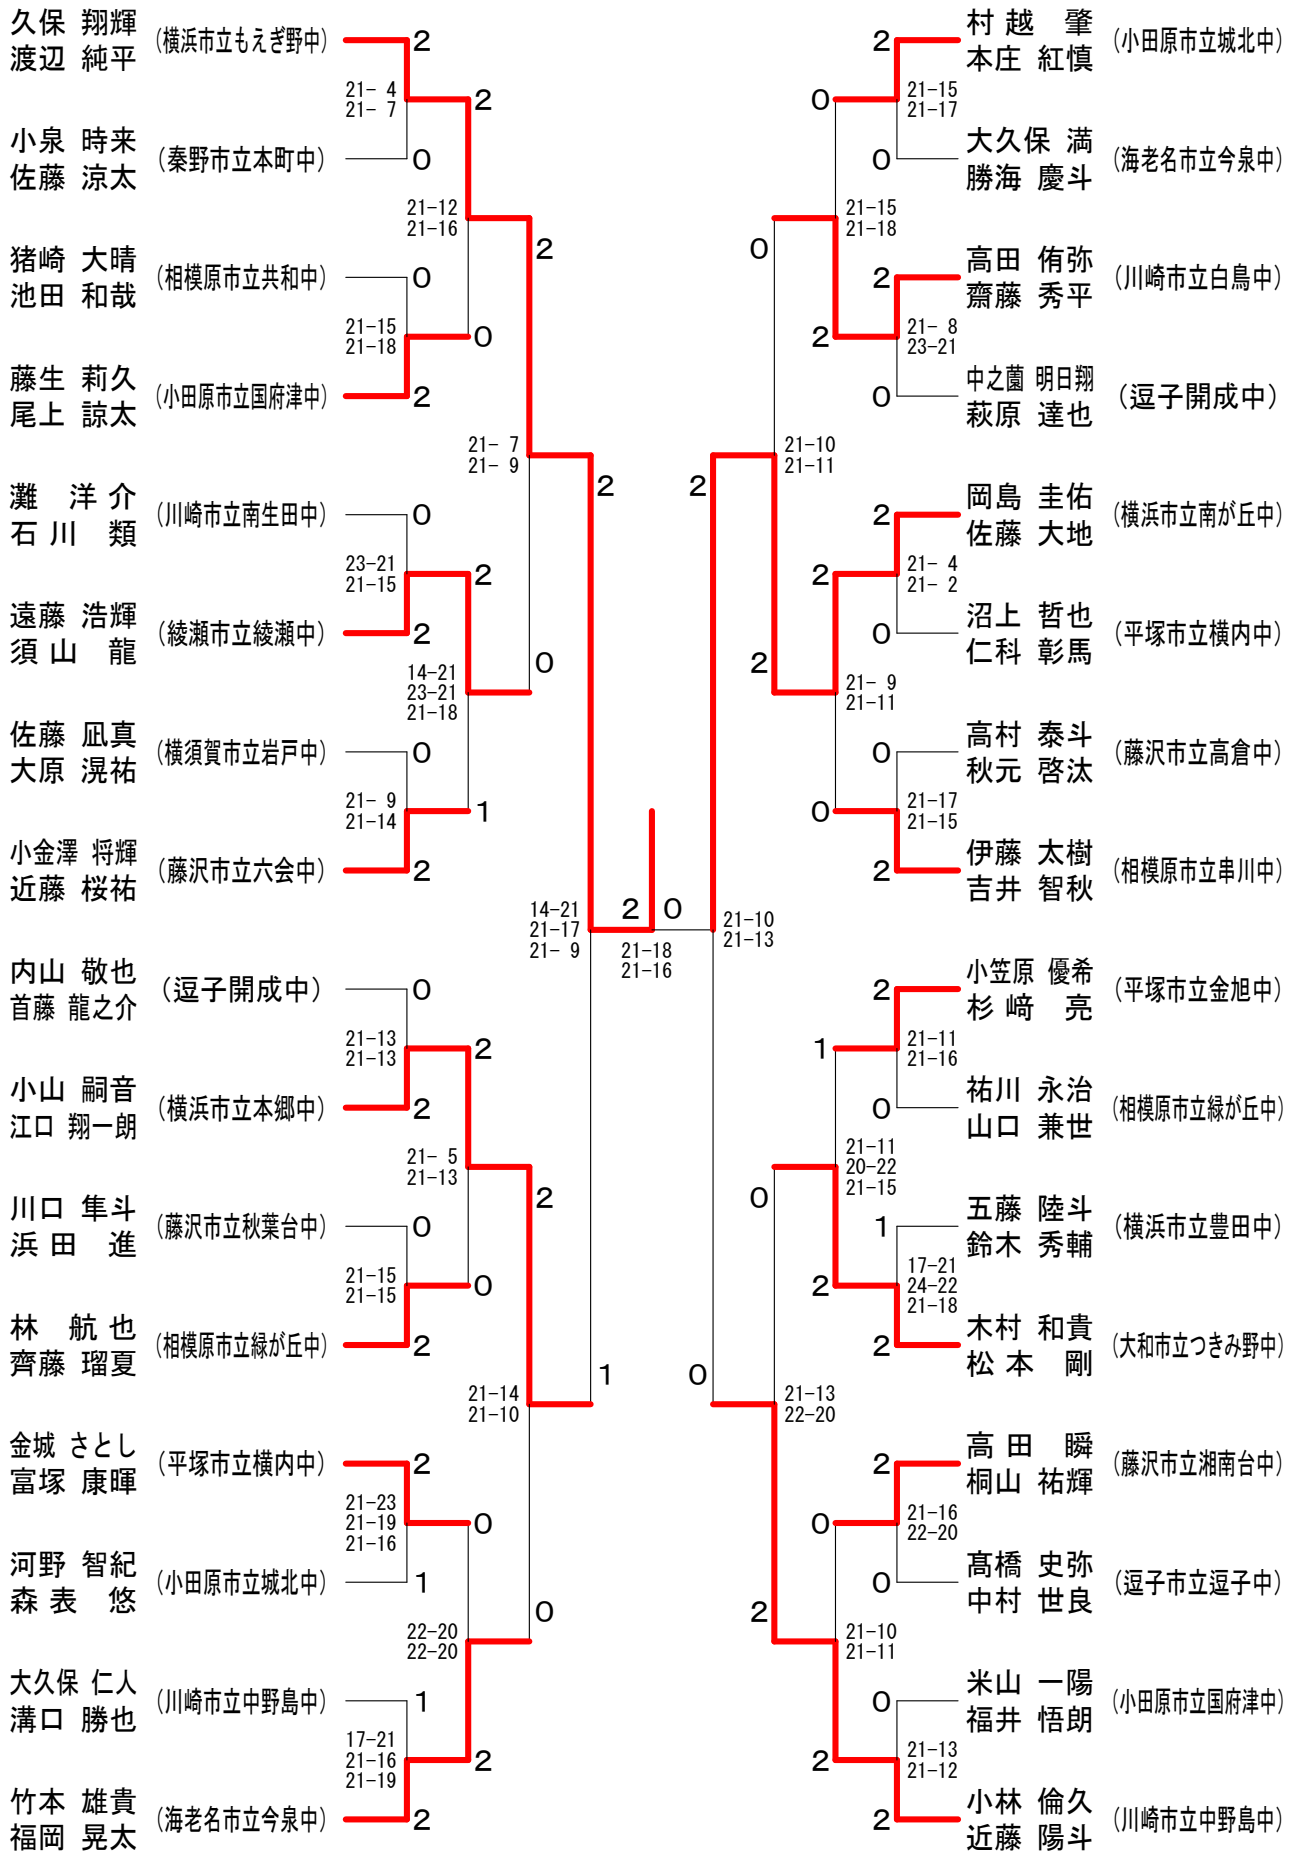 久保 翔輝
渡辺 純平
(横浜市立もえぎ野中)
2
21- 4
21- 7
2
小泉 時来
佐藤 涼太
(秦野市立本町中)
0
21-12
21-16
2
猪崎 大晴
池田 和哉
(相模原市立共和中)
0
21-15
21-18
0
藤生 莉久
尾上 諒太
(小田原市立国府津中)
2
21- 7
21- 9
2
灘 洋介
石川 類
(川崎市立南生田中)
0
23-21
21-15
2
遠藤 浩輝
須山 龍
(綾瀬市立綾瀬中)
2
14-21
23-21
21-18
0
佐藤 凪真
大原 滉祐
(横須賀市立岩戸中)
0
21- 9
21-14
1
小金澤 将輝
近藤 桜祐
(藤沢市立六会中)
2
14-21
21-17
21- 9
2
0
21-18
21-16
内山 敬也
首藤 龍之介
(逗子開成中)
0
21-13
21-13
2
小山 嗣音
江口 翔一朗
(横浜市立本郷中)
2
21- 5
21-13
2
川口 隼斗
浜田 進
(藤沢市立秋葉台中)
0
21-15
21-15
0
林 航也
齊藤 瑠夏
(相模原市立緑が丘中)
2
21-14
21-10
1
金城 さとし
富塚 康暉
(平塚市立横内中)
2
21-23
21-19
21-16
0
河野 智紀
森表 悠
(小田原市立城北中)
1
22-20
22-20
0
大久保 仁人
溝口 勝也
(川崎市立中野島中)
1
17-21
21-16
21-19
2
竹本 雄貴
福岡 晃太
(海老名市立今泉中)
2
村越 肇
本庄 紅慎
(小田原市立城北中)
2
21-15
21-17
0
大久保 満
勝海 慶斗
(海老名市立今泉中)
0
21-15
21-18
0
高田 侑弥
齋藤 秀平
(川崎市立白鳥中)
2
21- 8
23-21
2
中之薗 明日翔
萩原 達也
(逗子開成中)
0
21-10
21-11
2
岡島 圭佑
佐藤 大地
(横浜市立南が丘中)
2
21- 4
21- 2
2
沼上 哲也
仁科 彰馬
(平塚市立横内中)
0
21- 9
21-11
2
高村 泰斗
秋元 啓汰
(藤沢市立高倉中)
0
21-17
21-15
0
伊藤 太樹
吉井 智秋
(相模原市立串川中)
2
21-10
21-13
小笠原 優希
杉﨑 亮
(平塚市立金旭中)
2
21-11
21-16
1
祐川 永治
山口 兼世
(相模原市立緑が丘中)
0
21-11
20-22
21-15
0
五藤 陸斗
鈴木 秀輔
(横浜市立豊田中)
1
17-21
24-22
21-18
2
木村 和貴
松本 剛
(大和市立つきみ野中)
2
21-13
22-20
0
高田 瞬
桐山 祐輝
(藤沢市立湘南台中)
2
21-16
22-20
0
髙橋 史弥
中村 世良
(逗子市立逗子中)
0
21-10
21-11
2
米山 一陽
福井 悟朗
(小田原市立国府津中)
0
21-13
21-12
2
小林 倫久
近藤 陽斗
(川崎市立中野島中)
2